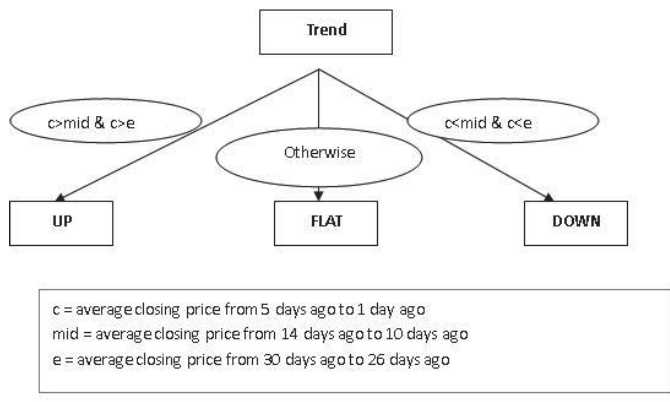 Trend
c>mid & c>e
c<mid & c<e
Otherwise
UP
FLAT
DOWN
c = average closing price from 5 days ago to 1 day ago
mid = average closing price from 14 days ago to 10 days ago
e = average closing price from 30 days ago to 26 days ago